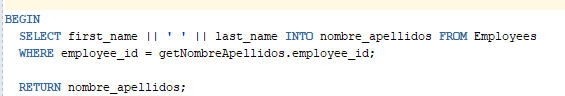 BEGIN
SELECT first_name || ' ' || last_name INTO nombre_apellidos FROM Employees
WHERE employee_id = getNombreApellidos.employee_id;
RETURN nombre_apellidos;